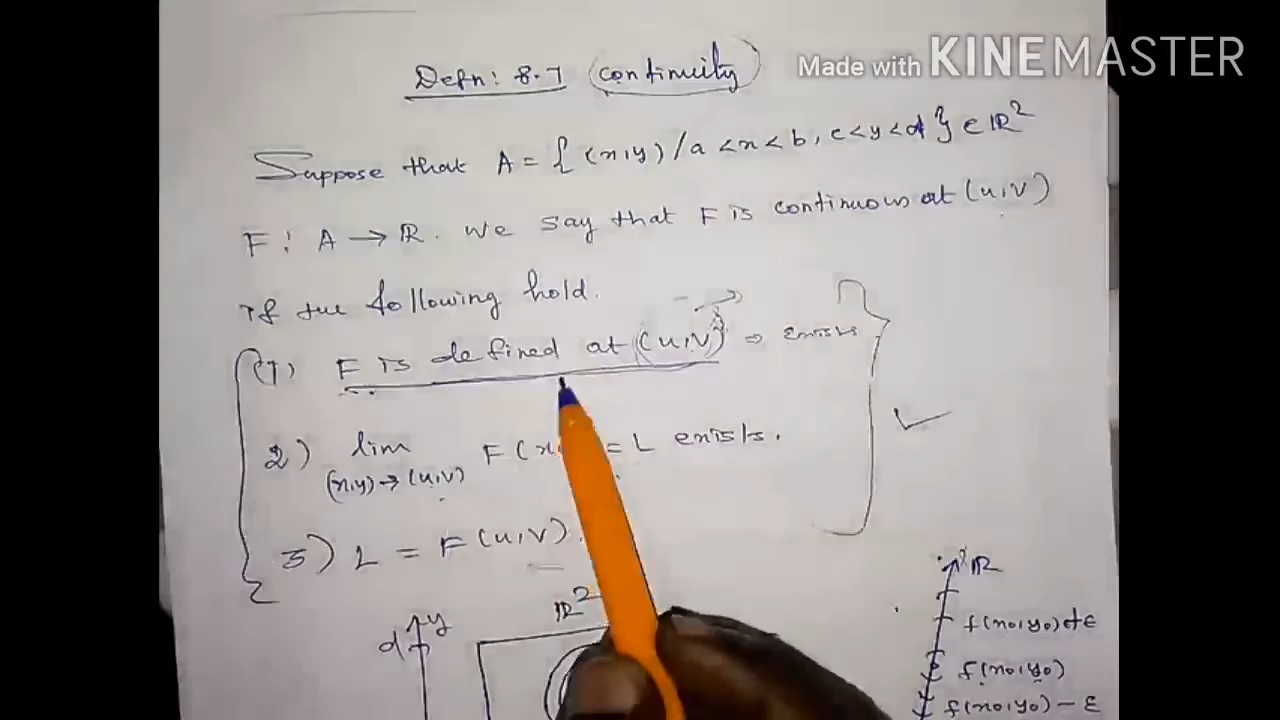 Made with KINEMASTER
Defn: 8.7 (continuity)
Suppose that A = { (x,y) / a < x < b, c < y < d } ∈ ℝ²
F : A → ℝ. We say that F is continuous at (u,v)
if the following hold.
(1) F is defined at (u,v) ⇒ exists
2) lim F(x = L exists.
(x,y) → (u,v)
3) L = F(u,v).
ℝ²
ℝ
d y
f(x₀,y₀)+ε
f(x₀,y₀)
f(x₀,y₀) - ε